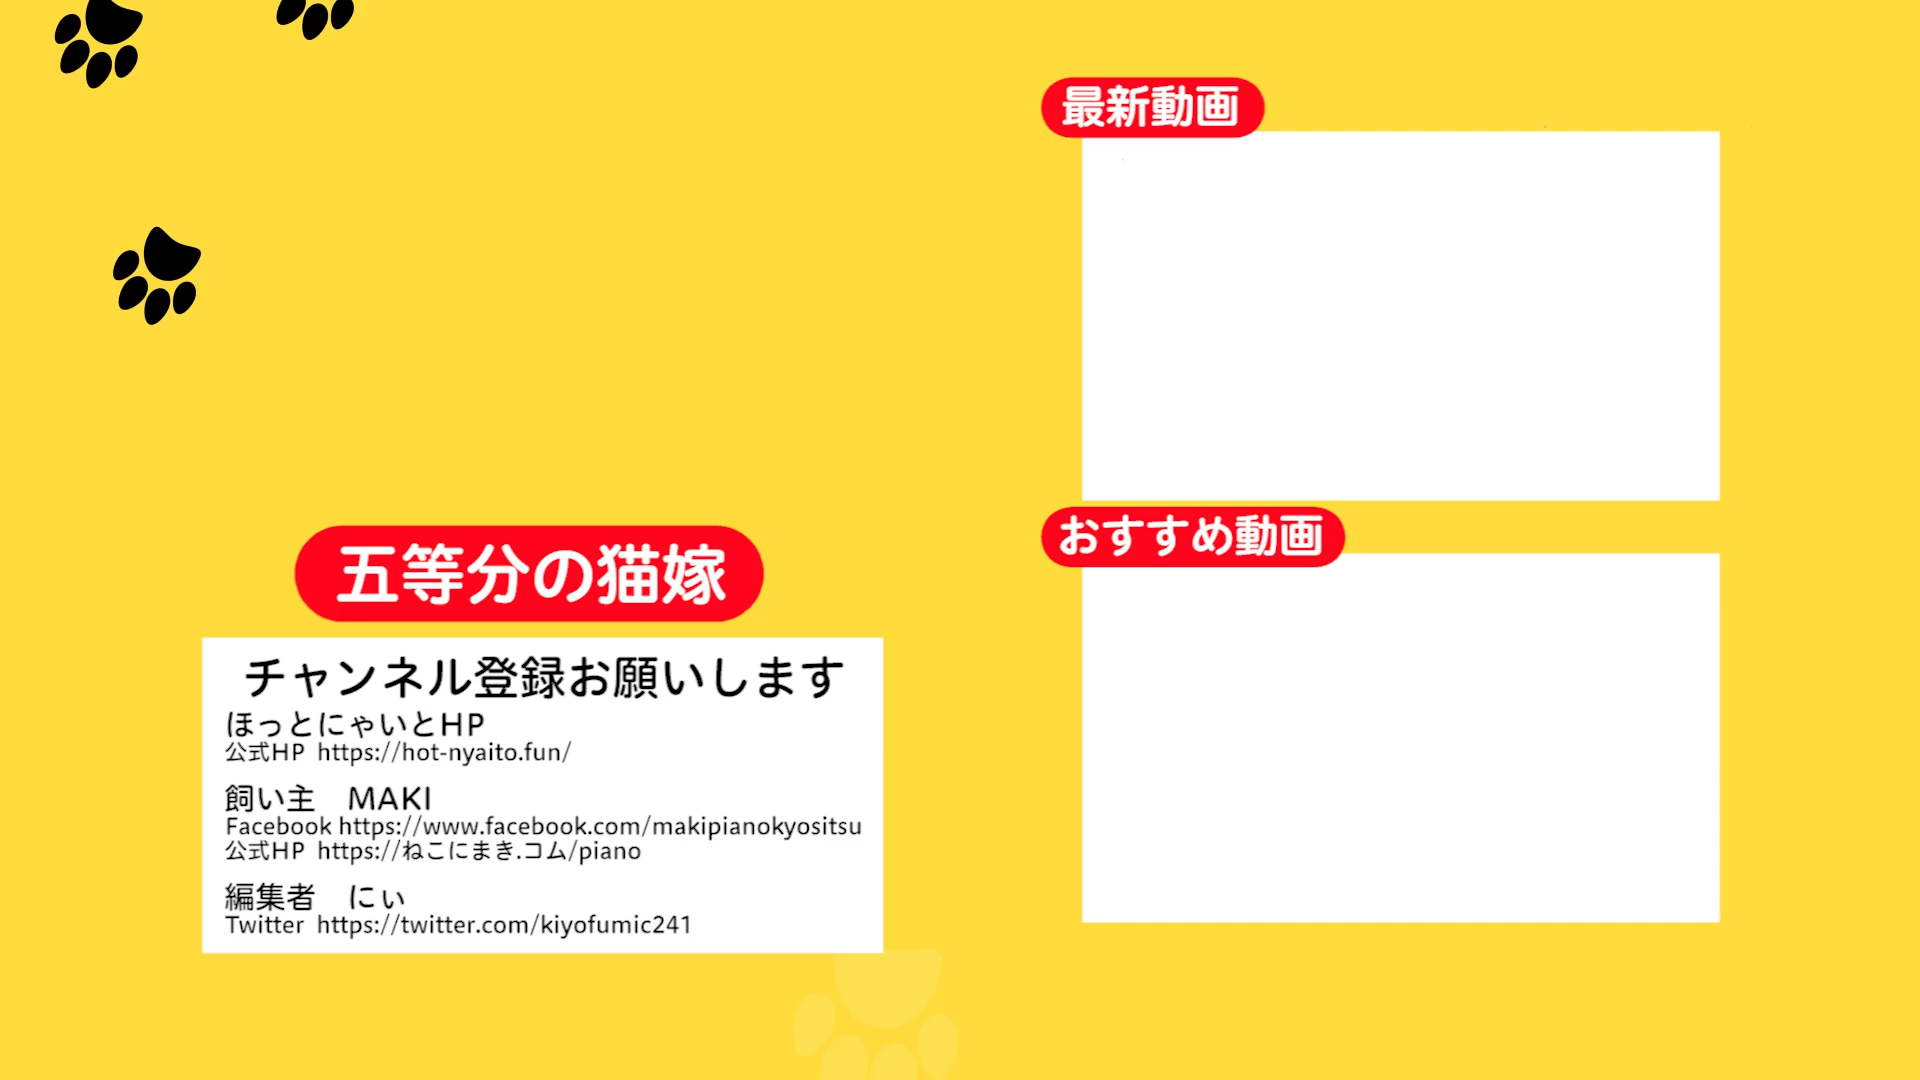 最新動画
おすすめ動画
五等分の猫嫁
チャンネル登録お願いします
ほっとにゃいとHP
公式HP https://hot-nyaito.fun/
飼い主 MAKI
Facebook https://www.facebook.com/makipianokyositsu
公式HP https://ねこにまき.コム/piano
編集者 にぃ
Twitter https://twitter.com/kiyofumic241